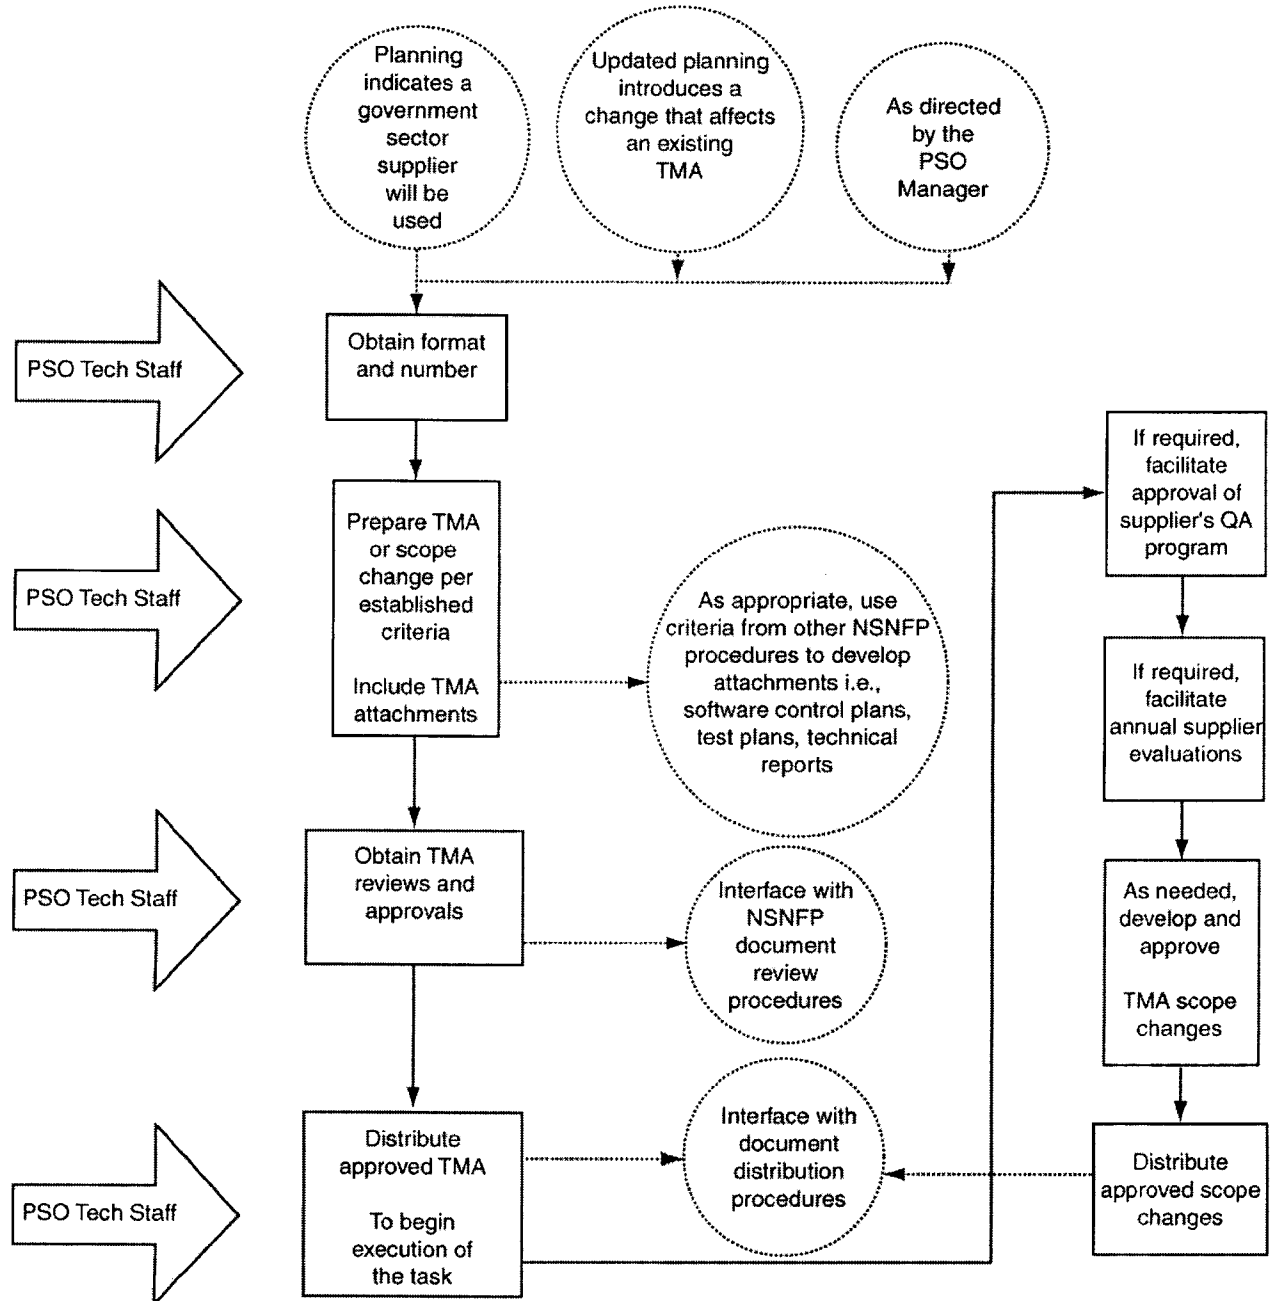 Planning
indicates a
government
sector
supplier
will be
used
Updated planning
introduces a
change that affects
an existing
TMA
As directed
by the
PSO
Manager
PSO Tech Staff
Obtain format
and number
PSO Tech Staff
Prepare TMA
or scope
change per
established
criteria
Include TMA
attachments
As appropriate, use
criteria from other NSNFP
procedures to develop
attachments i.e.,
software control plans,
test plans, technical
reports
PSO Tech Staff
Obtain TMA
reviews and
approvals
Interface with
NSNFP
document
review
procedures
PSO Tech Staff
Distribute
approved TMA
To begin
execution of
the task
Interface with
document
distribution
procedures
If required,
facilitate
approval of
supplier's QA
program
If required,
facilitate
annual supplier
evaluations
As needed,
develop and
approve
TMA scope
changes
Distribute
approved scope
changes